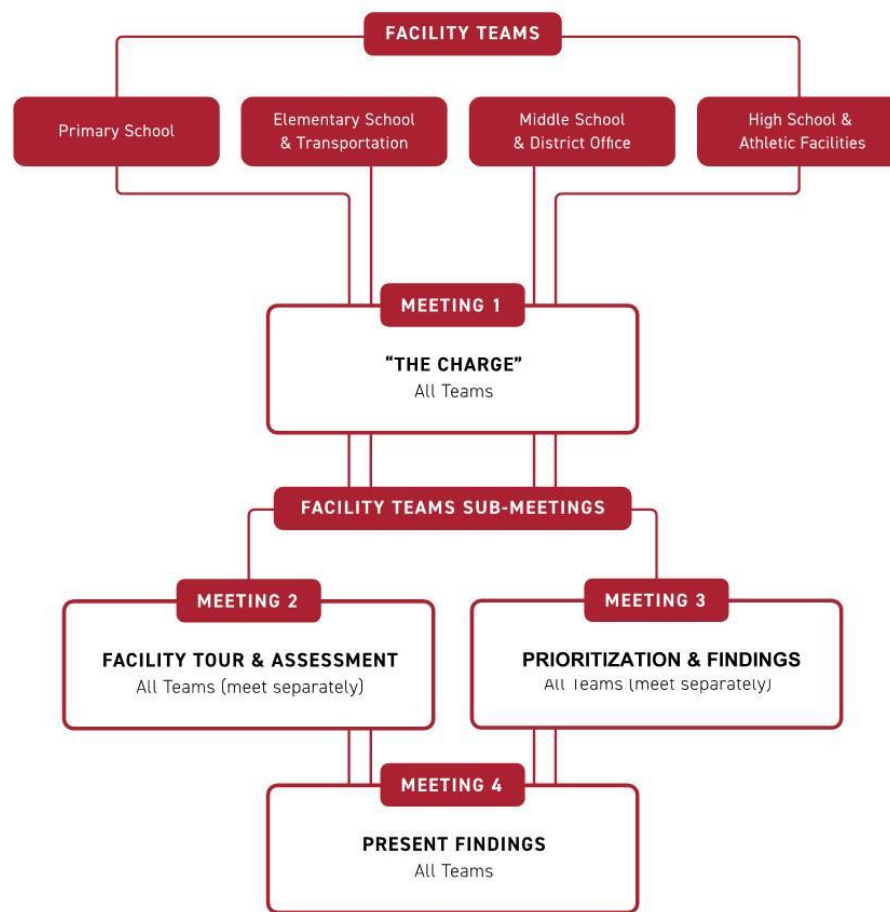 FACILITY TEAMS
Primary School
Elementary School
& Transportation
Middle School
& District Office
High School &
Athletic Facilities
MEETING 1
“THE CHARGE”
All Teams
FACILITY TEAMS SUB-MEETINGS
MEETING 2
FACILITY TOUR & ASSESSMENT
All Teams (meet separately)
MEETING 3
PRIORITIZATION & FINDINGS
All Teams (meet separately)
MEETING 4
PRESENT FINDINGS
All Teams